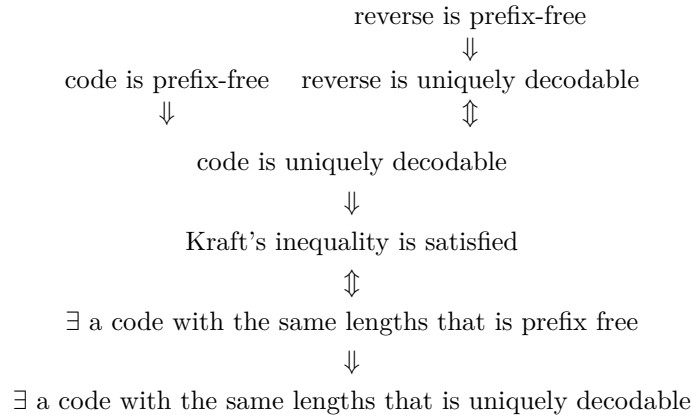 reverse is prefix-free
⇓
code is prefix-free reverse is uniquely decodable
⇓ ⇕
code is uniquely decodable
⇓
Kraft's inequality is satisfied
⇕
∃ a code with the same lengths that is prefix free
⇓
∃ a code with the same lengths that is uniquely decodable